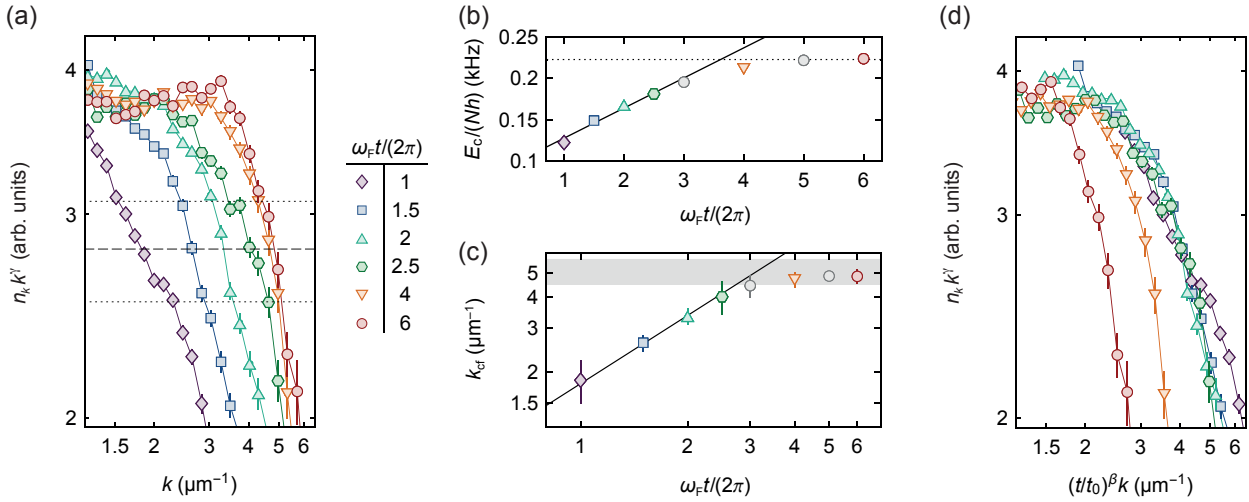 (a)
4
3
2
n_k k^γ (arb. units)
1.5 2 3 4 5 6
k (μm⁻¹)
ω_F t/(2π)
1
1.5
2
2.5
4
6
(b)
0.25
0.2
0.15
0.1
E_c/(Nh) (kHz)
1 2 3 4 5 6
ω_F t/(2π)
(c)
5
4
3
2
1.5
k_cf (μm⁻¹)
1 2 3 4 5 6
ω_F t/(2π)
(d)
4
3
2
n_k k^γ (arb. units)
1.5 2 3 4 5 6
(t/t₀)^β k (μm⁻¹)